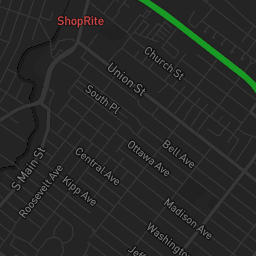 ShopRite
Church St
Union St
South Pl
Bell Ave
Ottawa Ave
S Main St
Central Ave
Roosevelt Ave
Kipp Ave
Madison Ave
Washington
Jeff